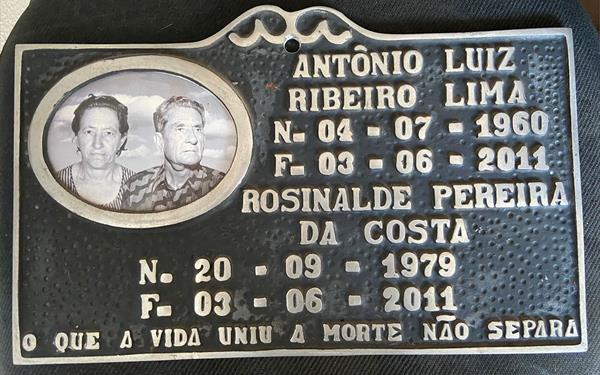 ANTÔNIO LUIZ
RIBEIRO LIMA
N- 04 - 07 - 1960
F- 03 - 06 - 2011
ROSINALDE PEREIRA
DA COSTA
N- 20 - 09 - 1979
F- 03 - 06 - 2011
O QUE A VIDA UNIU A MORTE NÃO SEPARA